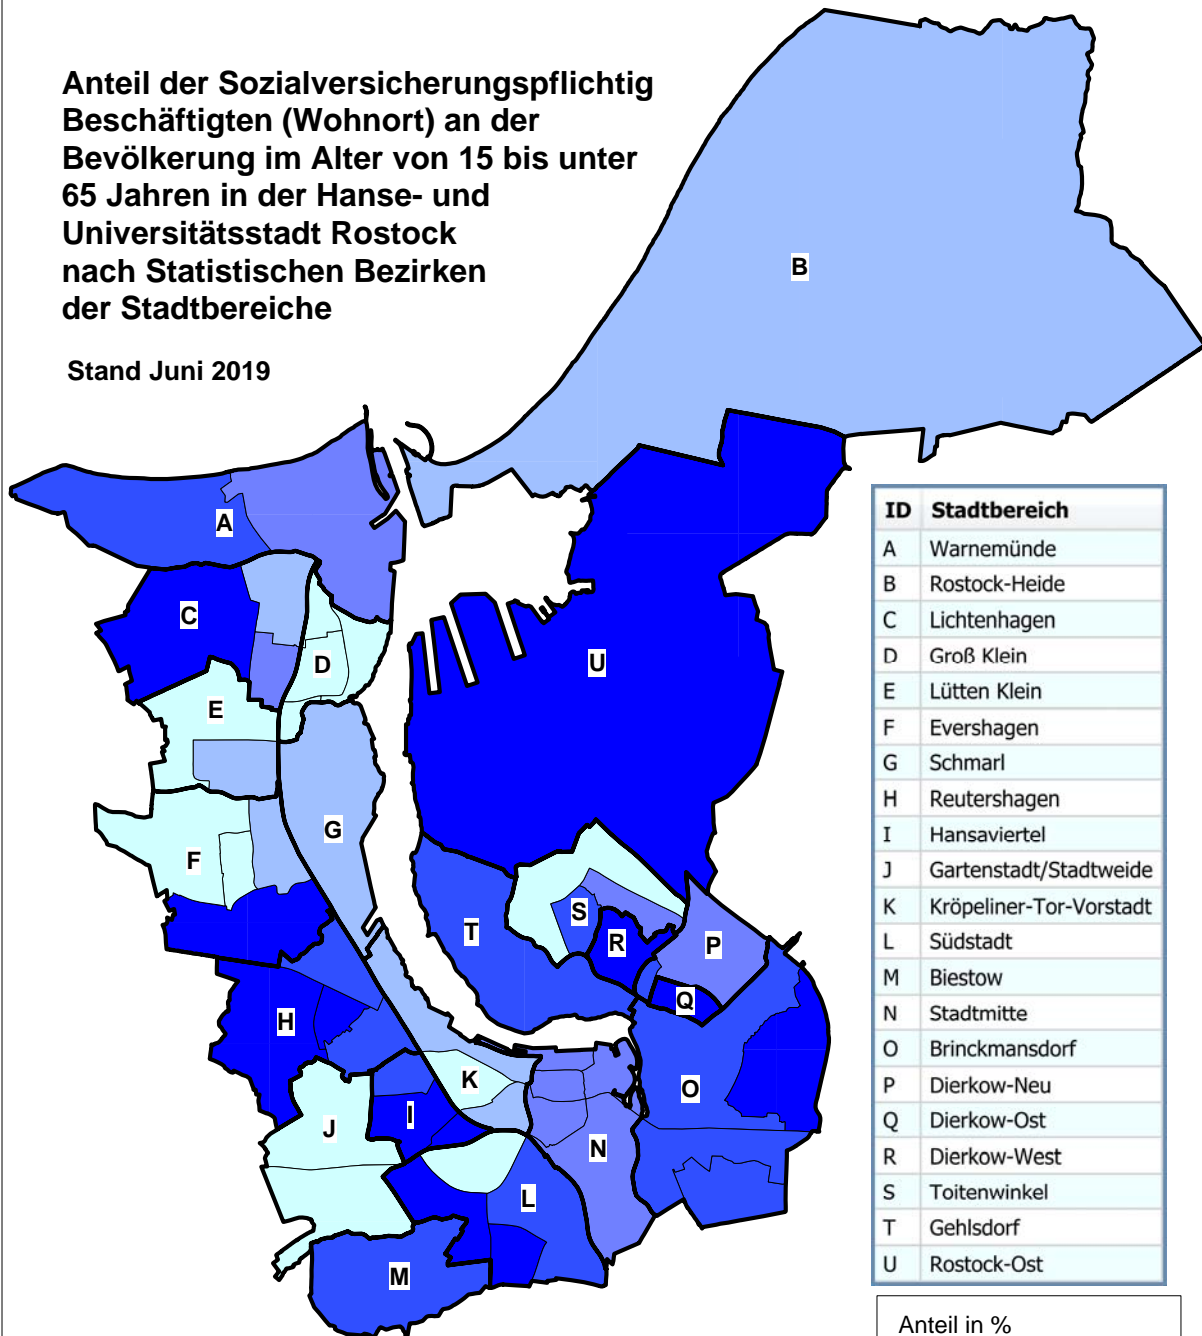 Anteil der Sozialversicherungspflichtig
Beschäftigten (Wohnort) an der
Bevölkerung im Alter von 15 bis unter
65 Jahren in der Hanse- und
Universitätsstadt Rostock
nach Statistischen Bezirken
der Stadtbereiche
Stand Juni 2019
B
A
C
D
U
E
G
F
S
T
R
P
Q
H
K
O
I
J
N
L
M
ID Stadtbereich
A Warnemünde
B Rostock-Heide
C Lichtenhagen
D Groß Klein
E Lütten Klein
F Evershagen
G Schmarl
H Reutershagen
I Hansaviertel
J Gartenstadt/Stadtweide
K Kröpeliner-Tor-Vorstadt
L Südstadt
M Biestow
N Stadtmitte
O Brinckmansdorf
P Dierkow-Neu
Q Dierkow-Ost
R Dierkow-West
S Toitenwinkel
T Gehlsdorf
U Rostock-Ost
Anteil in %